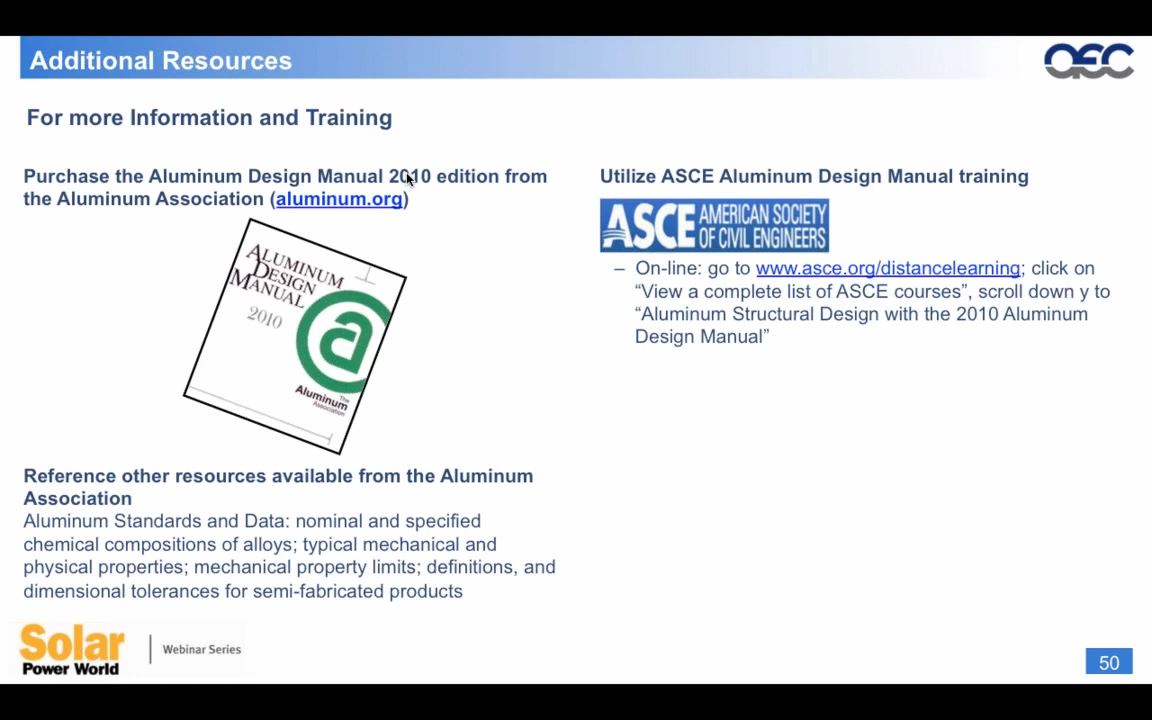 Additional Resources
AEC
For more Information and Training
Purchase the Aluminum Design Manual 2010 edition from
the Aluminum Association (aluminum.org)
ALUMINUM
DESIGN
MANUAL
2010
a
The
Aluminum
Association
Reference other resources available from the Aluminum
Association
Aluminum Standards and Data: nominal and specified
chemical compositions of alloys; typical mechanical and
physical properties; mechanical property limits; definitions, and
dimensional tolerances for semi-fabricated products
Utilize ASCE Aluminum Design Manual training
ASCE AMERICAN SOCIETY
OF CIVIL ENGINEERS
– On-line: go to www.asce.org/distancelearning; click on
“View a complete list of ASCE courses”, scroll down y to
“Aluminum Structural Design with the 2010 Aluminum
Design Manual”
Solar
Power World
Webinar Series
50